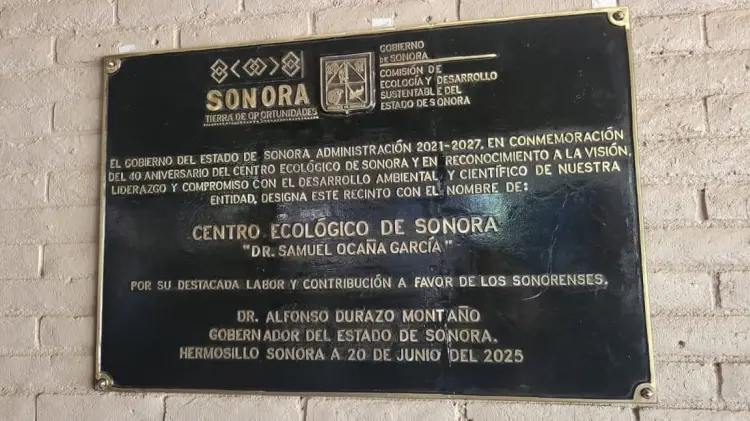 SONORA
TIERRA DE OPORTUNIDADES
GOBIERNO
DE SONORA
COMISIÓN DE
ECOLOGÍA Y DESARROLLO
SUSTENTABLE DEL
ESTADO DE SONORA
EL GOBIERNO DEL ESTADO DE SONORA ADMINISTRACIÓN 2021-2027, EN CONMEMORACIÓN
DEL 40 ANIVERSARIO DEL CENTRO ECOLÓGICO DE SONORA Y EN RECONOCIMIENTO A LA VISIÓN,
LIDERAZGO Y COMPROMISO CON EL DESARROLLO AMBIENTAL Y CIENTÍFICO DE NUESTRA
ENTIDAD, DESIGNA ESTE RECINTO CON EL NOMBRE DE:
CENTRO ECOLÓGICO DE SONORA
"DR. SAMUEL OCAÑA GARCÍA"
POR SU DESTACADA LABOR Y CONTRIBUCIÓN A FAVOR DE LOS SONORENSES.
DR. ALFONSO DURAZO MONTAÑO
GOBERNADOR DEL ESTADO DE SONORA.
HERMOSILLO SONORA A 20 DE JUNIO DEL 2025